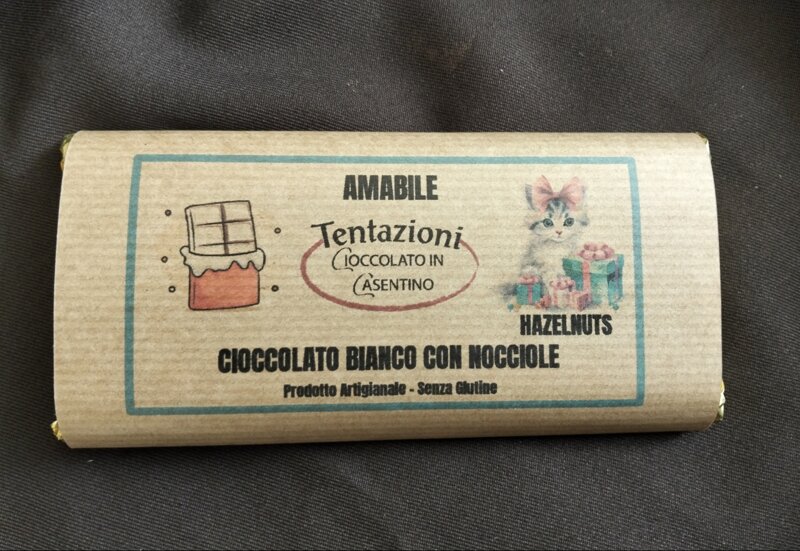 AMABILE
Tentazioni
CIOCCOLATO IN
CASENTINO
HAZELNUTS
CIOCCOLATO BIANCO CON NOCCIOLE
Prodotto Artigianale - Senza Glutine